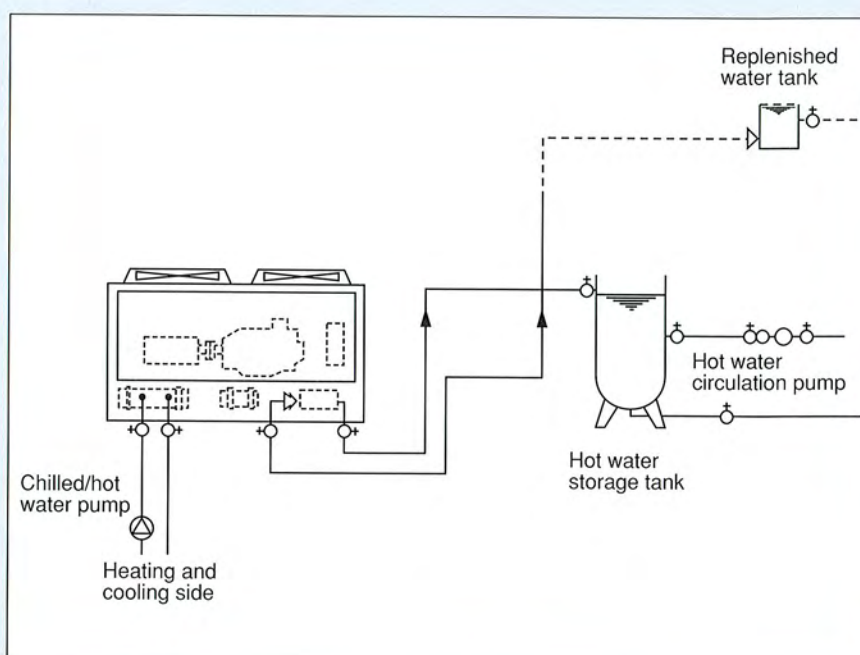 Replenished
water tank
Hot water
circulation pump
Hot water
storage tank
Chilled/hot
water pump
Heating and
cooling side